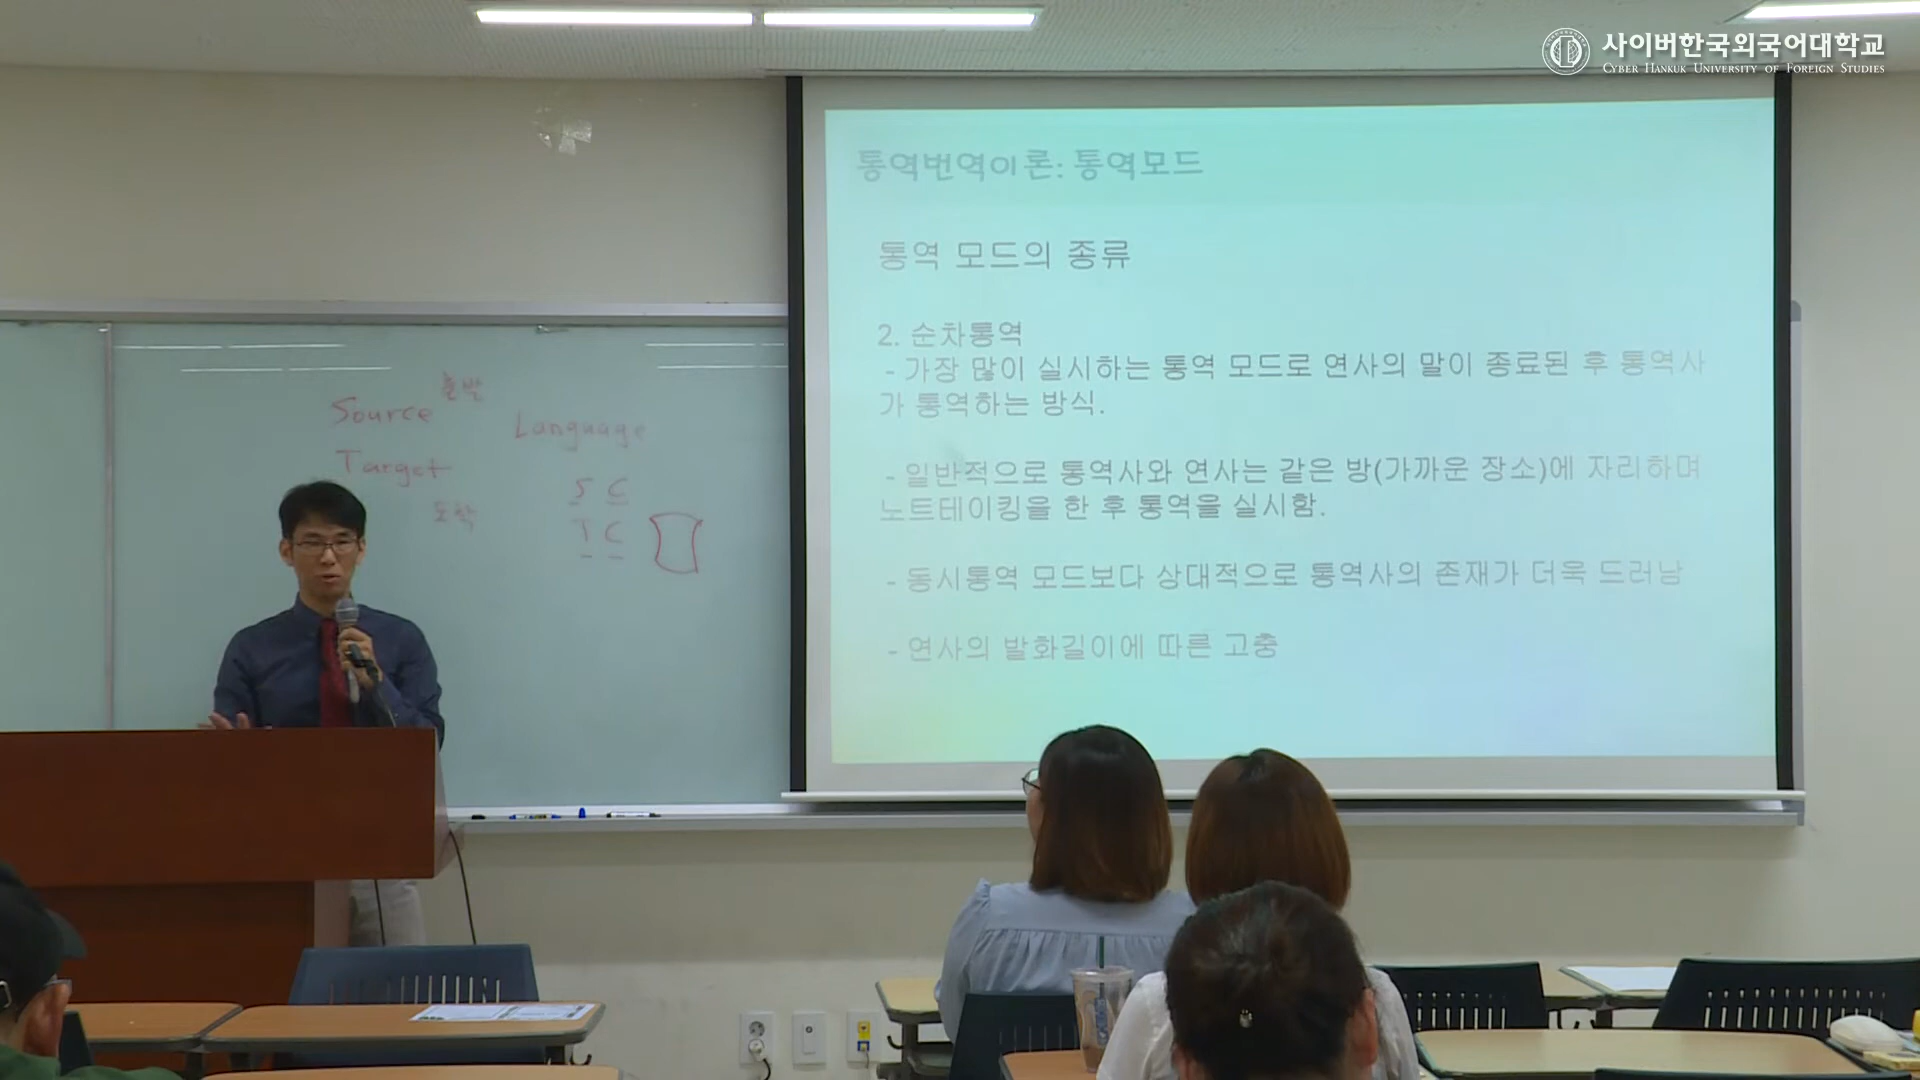 사이버한국외국어대학교
CYBER HANKUK UNIVERSITY OF FOREIGN STUDIES
통역번역이론: 통역모드
통역 모드의 종류
2. 순차통역
- 가장 많이 실시하는 통역 모드로 연사의 말이 종료된 후 통역사
가 통역하는 방식.
- 일반적으로 통역사와 연사는 같은 방(가까운 장소)에 자리하며
노트테이킹을 한 후 통역을 실시함.
- 동시통역 모드보다 상대적으로 통역사의 존재가 더욱 드러남
- 연사의 발화길이에 따른 고충
출발
Source
Language
Target
도착
S C
T C